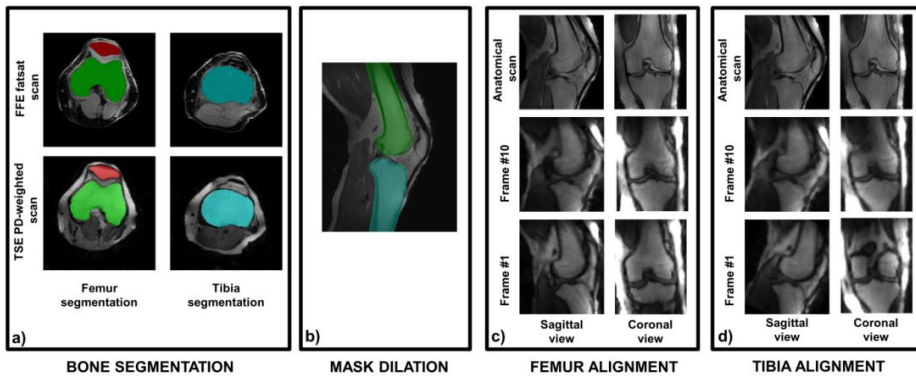 FFE fatsat
scan
TSE PD-weighted
scan
Femur
segmentation
Tibia
segmentation
a)
BONE SEGMENTATION
b)
MASK DILATION
Anatomical
scan
Frame #10
Frame #1
Sagittal
view
Coronal
view
c)
FEMUR ALIGNMENT
Anatomical
scan
Frame #10
Frame #1
Sagittal
view
Coronal
view
d)
TIBIA ALIGNMENT